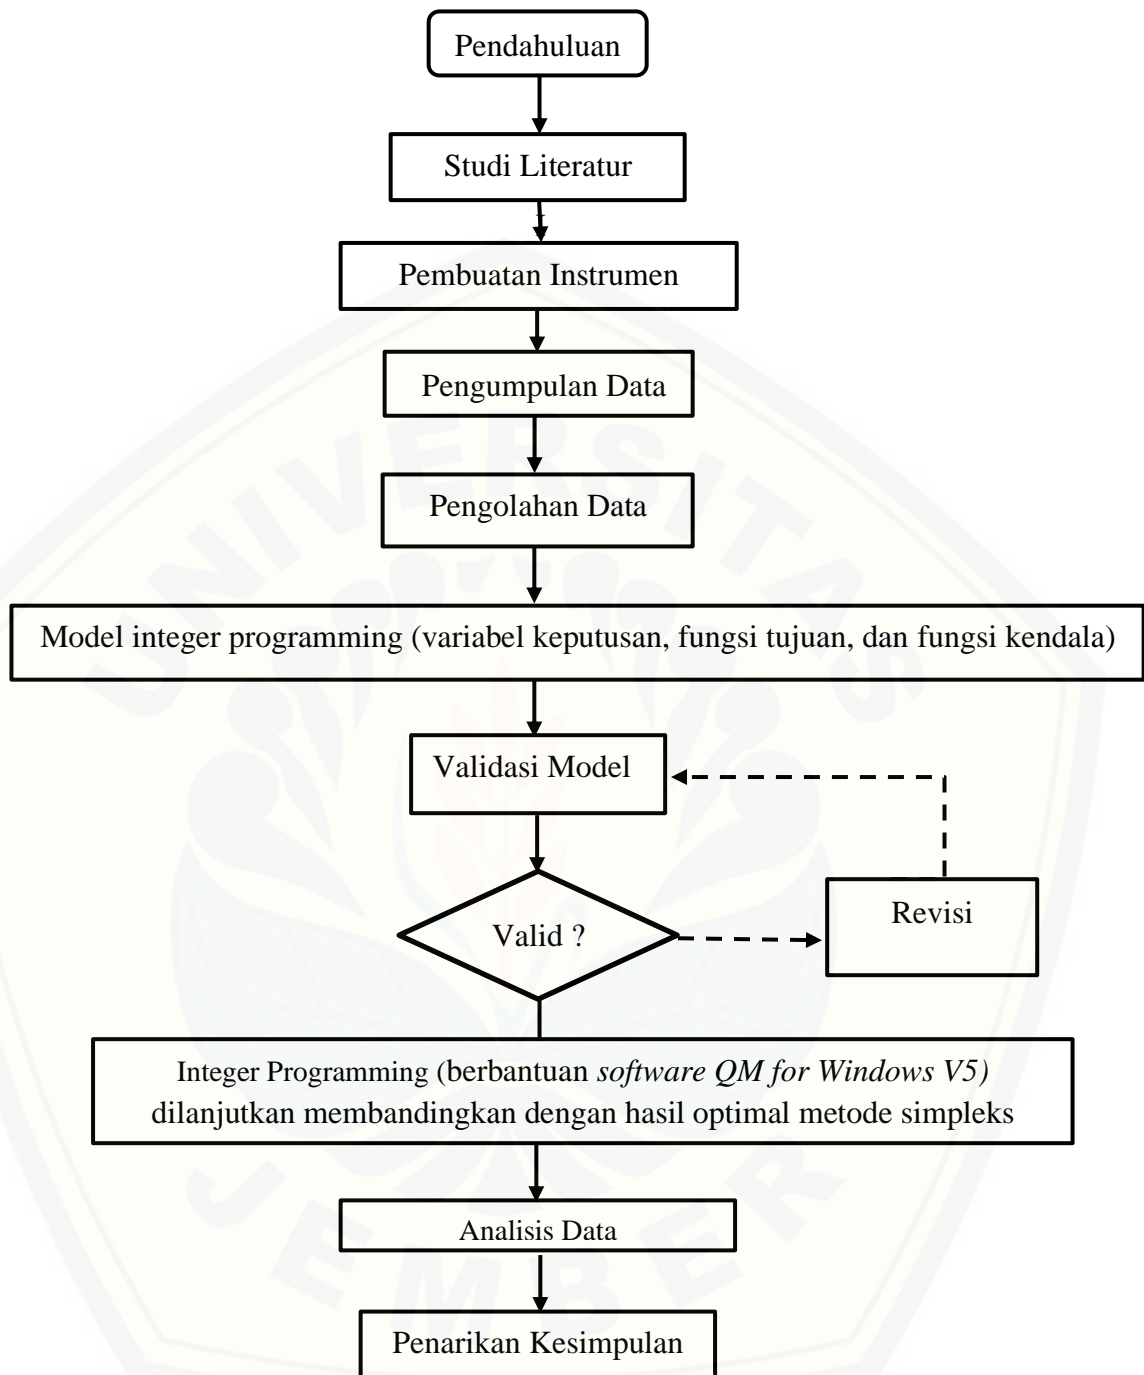 Pendahuluan
Studi Literatur
Pembuatan Instrumen
Pengumpulan Data
Pengolahan Data
Model integer programming (variabel keputusan, fungsi tujuan, dan fungsi kendala)
Validasi Model
Valid ?
Revisi
Integer Programming (berbantuan software QM for Windows V5)
dilanjutkan membandingkan dengan hasil optimal metode simpleks
Analisis Data
Penarikan Kesimpulan
UNIVERSITAS
JEMBER